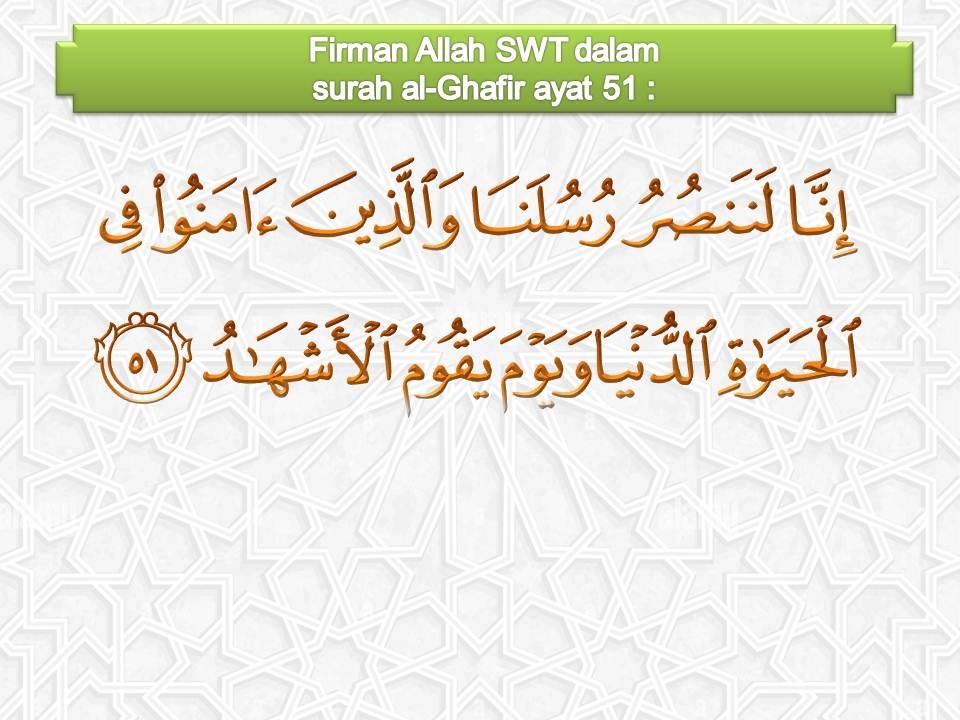 Firman Allah SWT dalam
surah al-Ghafir ayat 51 :
إِنَّا لَنَنصُرُ رُسُلَنَا وَٱلَّذِينَ ءَامَنُوا۟ فِى
ٱلْحَيَوٰةِ ٱلدُّنْيَا وَيَوْمَ يَقُومُ ٱلْأَشْهَـٰدُ ٥١